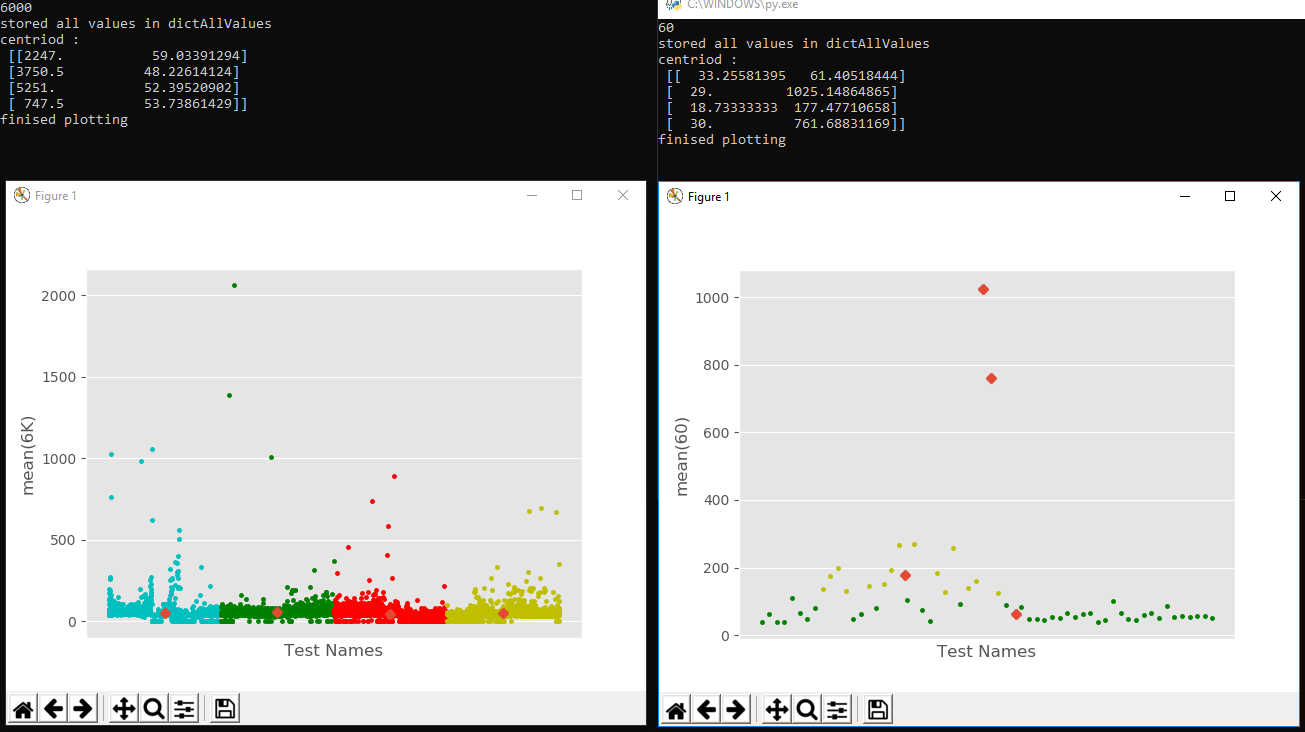 6000
stored all values in dictAllValues
centriod :
[[2247. 59.03391294]
[3750.5 48.22614124]
[5251. 52.39520902]
[ 747.5 53.73861429]]
finised plotting
C:\WINDOWS\py.exe
60
stored all values in dictAllValues
centriod :
[[ 33.25581395 61.40518444]
[ 29. 1025.14864865]
[ 18.73333333 177.47710658]
[ 30. 761.68831169]]
finised plotting
Figure 1
2000
1500
1000
500
0
mean(6K)
Test Names
Figure 1
1000
800
600
400
200
0
mean(60)
Test Names